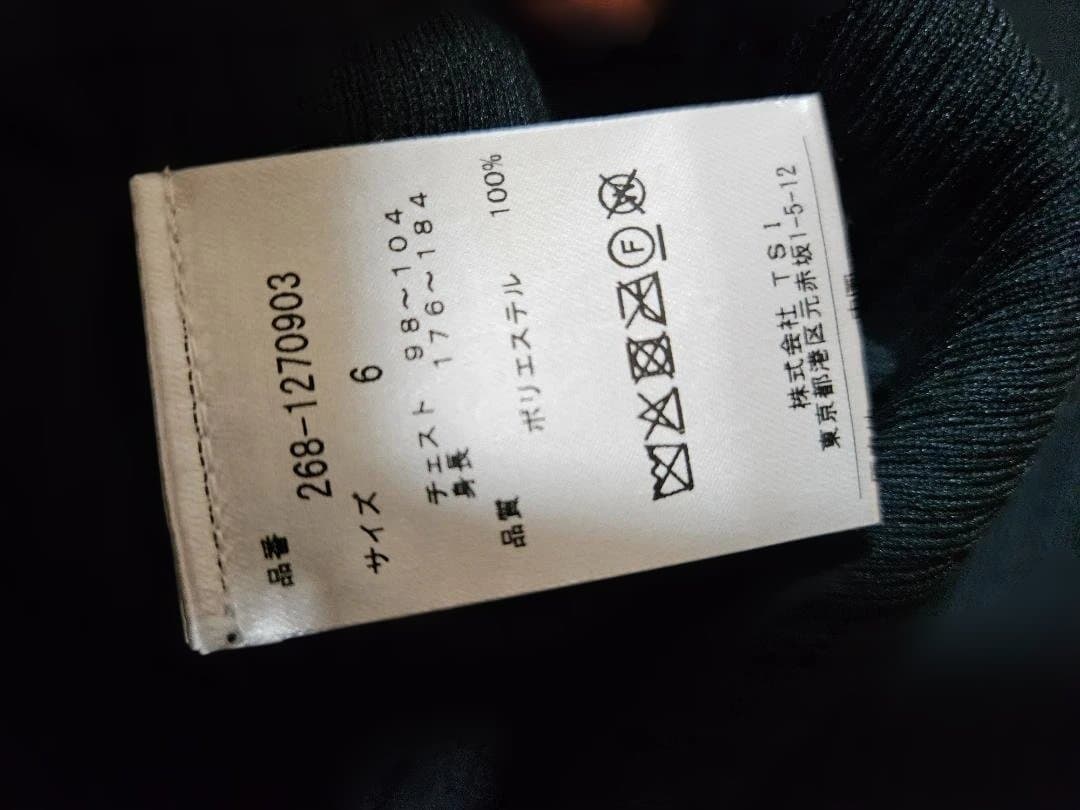 品番
268-1270903
サイズ 6
チェスト 98~104
身長 176~184
品質 ポリエステル 100%
F W
株式会社 TSI
東京都港区元赤坂1-5-12